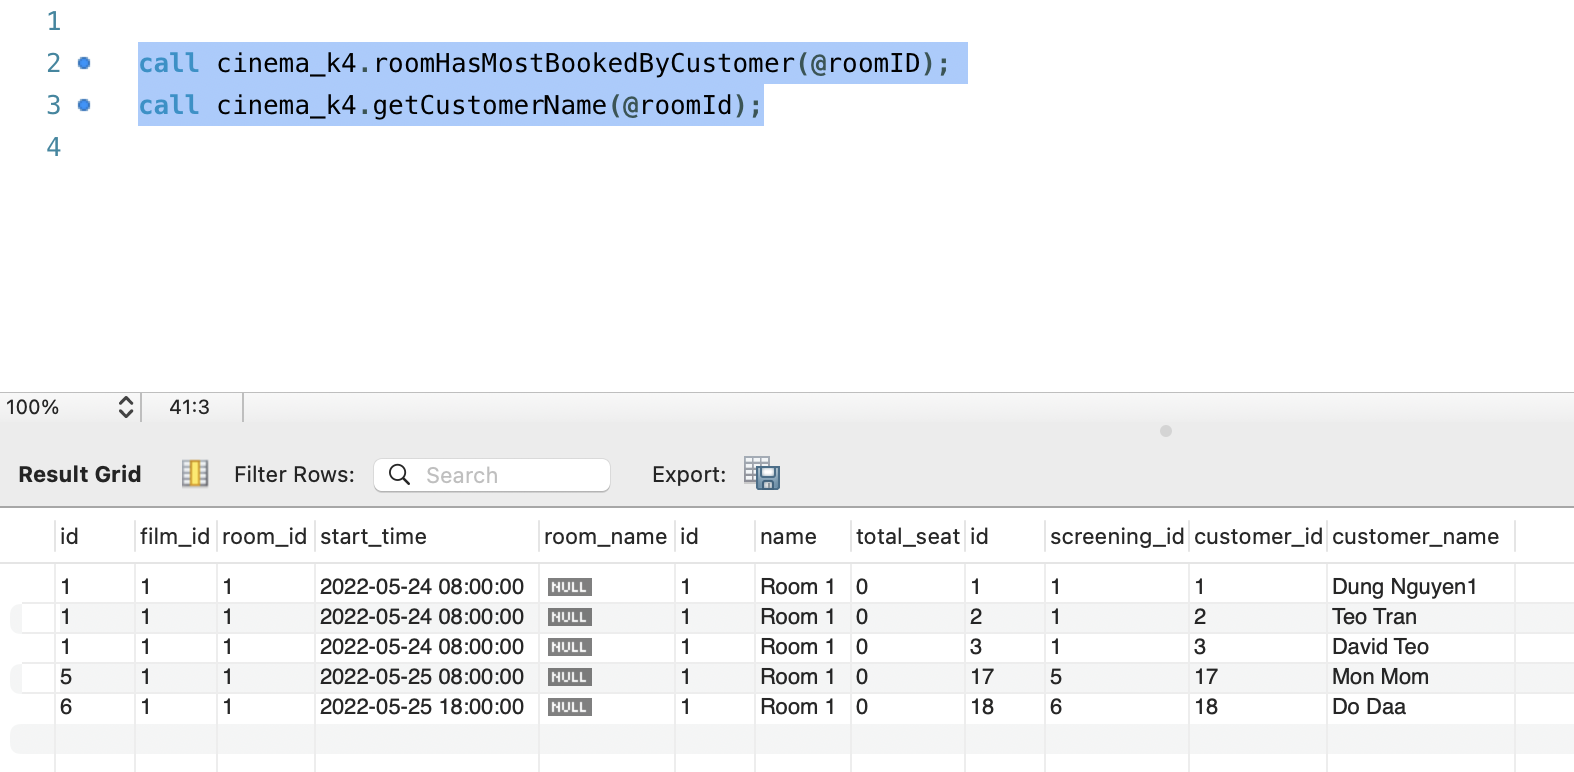 1
2 call cinema_k4.roomHasMostBookedByCustomer(@roomID);
3 call cinema_k4.getCustomerName(@roomId);
4
100% 41:3
Result Grid Filter Rows: Search Export:
id film_id room_id start_time room_name id name total_seat id screening_id customer_id customer_name
1 1 1 2022-05-24 08:00:00 NULL 1 Room 1 0 1 1 1 Dung Nguyen1
1 1 1 2022-05-24 08:00:00 NULL 1 Room 1 0 2 1 2 Teo Tran
1 1 1 2022-05-24 08:00:00 NULL 1 Room 1 0 3 1 3 David Teo
5 1 1 2022-05-25 08:00:00 NULL 1 Room 1 0 17 5 17 Mon Mom
6 1 1 2022-05-25 18:00:00 NULL 1 Room 1 0 18 6 18 Do Daa